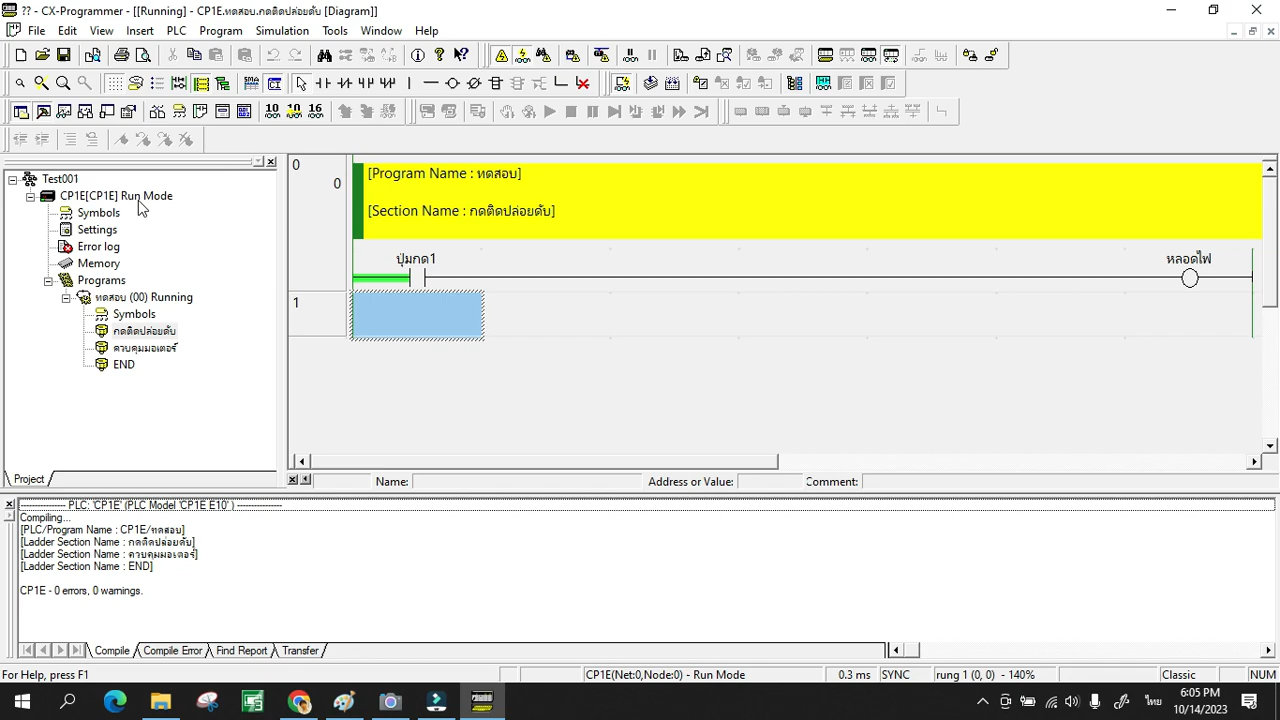 ?? - CX-Programmer - [[Running] - CP1E.ทดสอบ.กดติดปล่อยดับ [Diagram]]
File Edit View Insert PLC Program Simulation Tools Window Help
10 10 16
Test001
CP1E[CP1E] Run Mode
Symbols
Settings
Error log
Memory
Programs
ทดสอบ (00) Running
Symbols
กดติดปล่อยดับ
ควบคุมมอเตอร์
END
Project
0
0
[Program Name : ทดสอบ]
[Section Name : กดติดปล่อยดับ]
ปุ่มกด1
หลอดไฟ
1
Name: Address or Value: Comment:
--------------- PLC: 'CP1E' (PLC Model 'CP1E E10' ) ---------------
Compiling...
[PLC/Program Name : CP1E/ทดสอบ]
[Ladder Section Name : กดติดปล่อยดับ]
[Ladder Section Name : ควบคุมมอเตอร์]
[Ladder Section Name : END]
CP1E - 0 errors, 0 warnings.
Compile Compile Error Find Report Transfer
For Help, press F1 CP1E(Net:0,Node:0) - Run Mode 0.3 ms SYNC rung 1 (0, 0) - 140% Classic NUM
ไทย
6:05 PM
10/14/2023